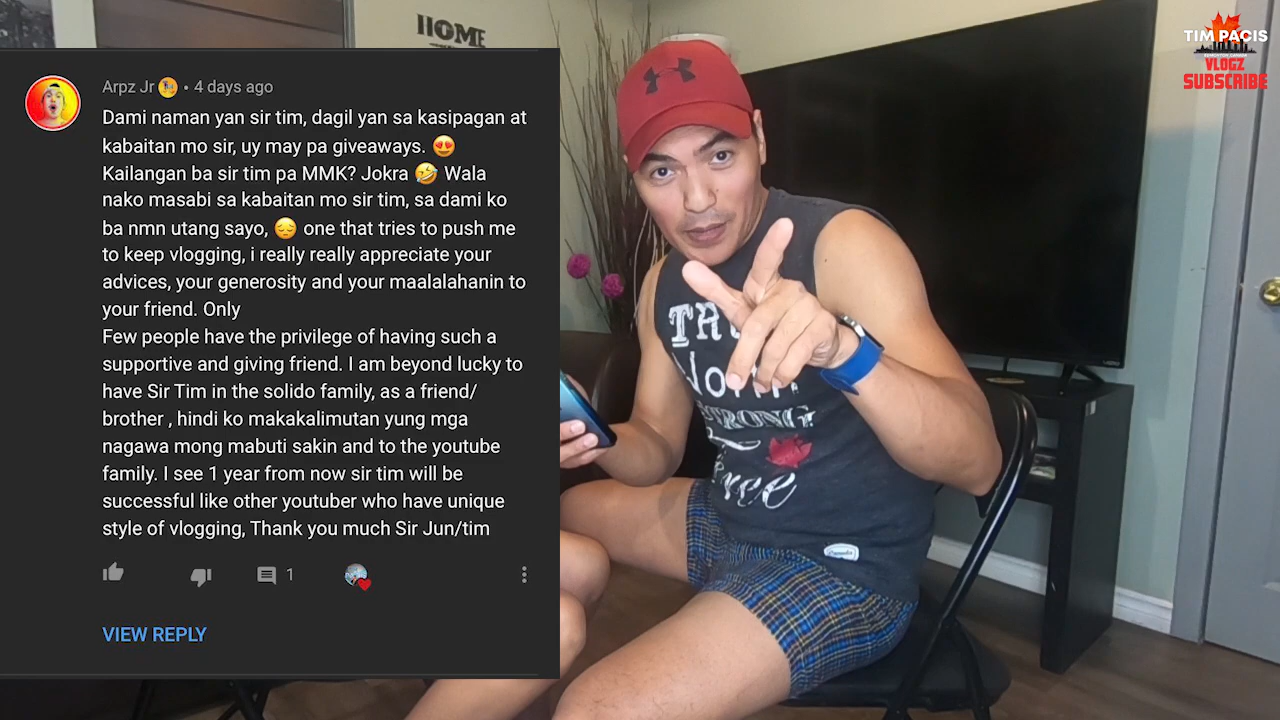 HOME
TIM PACIS
VLOGZ
SUBSCRIBE
Arpz Jr • 4 days ago
Dami naman yan sir tim, dagil yan sa kasipagan at
kabaitan mo sir, uy may pa giveaways. 😍
Kailangan ba sir tim pa MMK? Jokra 🤣 Wala
nako masabi sa kabaitan mo sir tim, sa dami ko
ba nmn utang sayo, 😔 one that tries to push me
to keep vlogging, i really really appreciate your
advices, your generosity and your maalalahanin to
your friend. Only
Few people have the privilege of having such a
supportive and giving friend. I am beyond lucky to
have Sir Tim in the solido family, as a friend/
brother , hindi ko makakalimutan yung mga
nagawa mong mabuti sakin and to the youtube
family. I see 1 year from now sir tim will be
successful like other youtuber who have unique
style of vlogging, Thank you much Sir Jun/tim
1
VIEW REPLY
STRONG